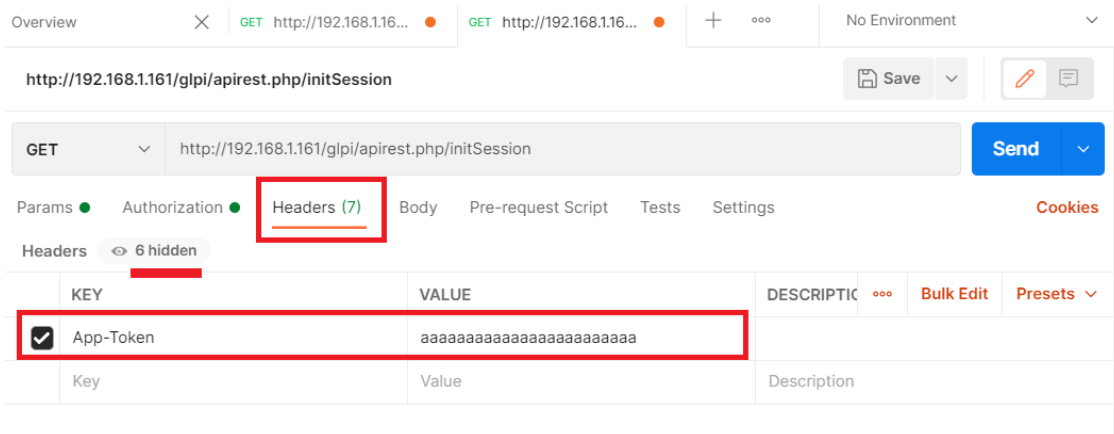 Overview GET http://192.168.1.16... GET http://192.168.1.16... No Environment
http://192.168.1.161/glpi/apirest.php/initSession Save
GET http://192.168.1.161/glpi/apirest.php/initSession Send
Params Authorization Headers (7) Body Pre-request Script Tests Settings Cookies
Headers 6 hidden
KEY VALUE DESCRIPTIC Bulk Edit Presets
App-Token aaaaaaaaaaaaaaaaaaaaaaaa
Key Value Description